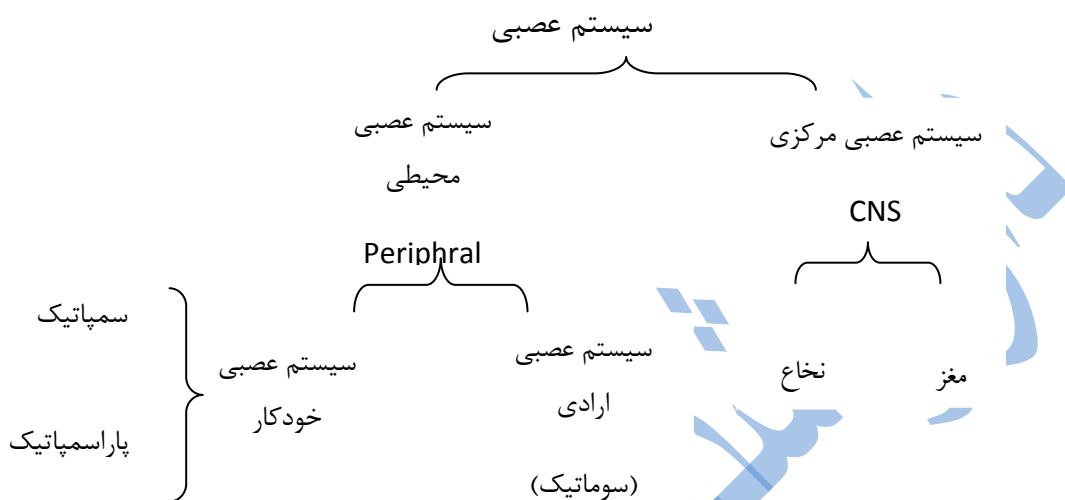 سیستم عصبی
سیستم عصبی مرکزی
CNS
مغز
نخاع
سیستم عصبی
محیطی
Periphral
سیستم عصبی
ارادی
(سوماتیک)
سیستم عصبی
خودکار
سمپاتیک
پاراسمپاتیک